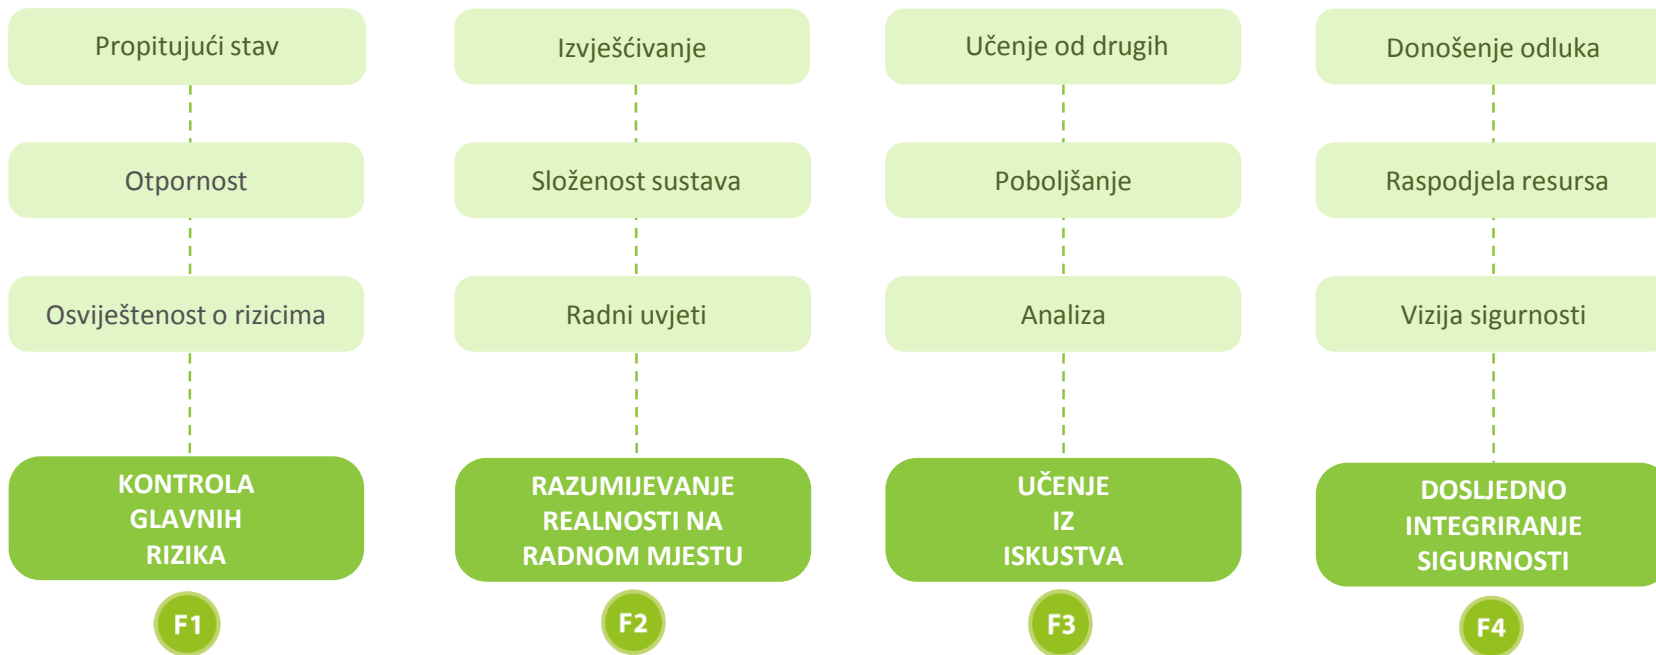 Propitujući stav
Otpornost
Osviještenost o rizicima
KONTROLA
GLAVNIH
RIZIKA
F1
Izvješćivanje
Složenost sustava
Radni uvjeti
RAZUMIJEVANJE
REALNOSTI NA
RADNOM MJESTU
F2
Učenje od drugih
Poboljšanje
Analiza
UČENJE
IZ
ISKUSTVA
F3
Donošenje odluka
Raspodjela resursa
Vizija sigurnosti
DOSLJEDNO
INTEGRIRANJE
SIGURNOSTI
F4